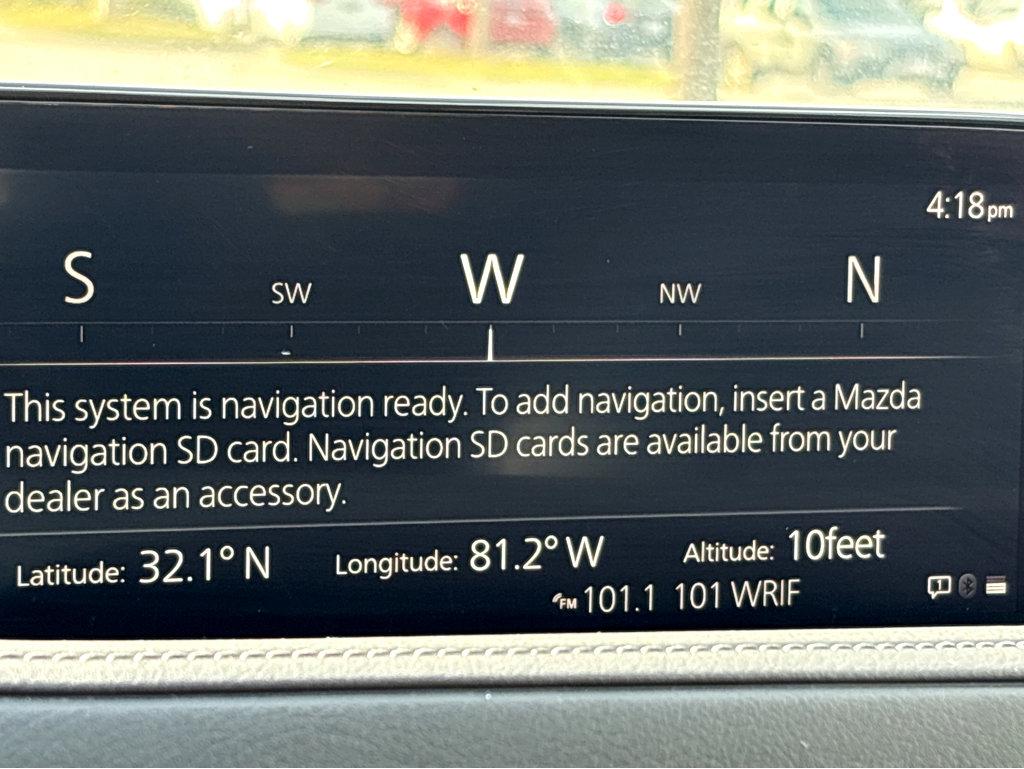 4:18pm
S SW W NW N
This system is navigation ready. To add navigation, insert a Mazda
navigation SD card. Navigation SD cards are available from your
dealer as an accessory.
Latitude: 32.1° N Longitude: 81.2° W Altitude: 10feet
FM 101.1 101 WRIF
1